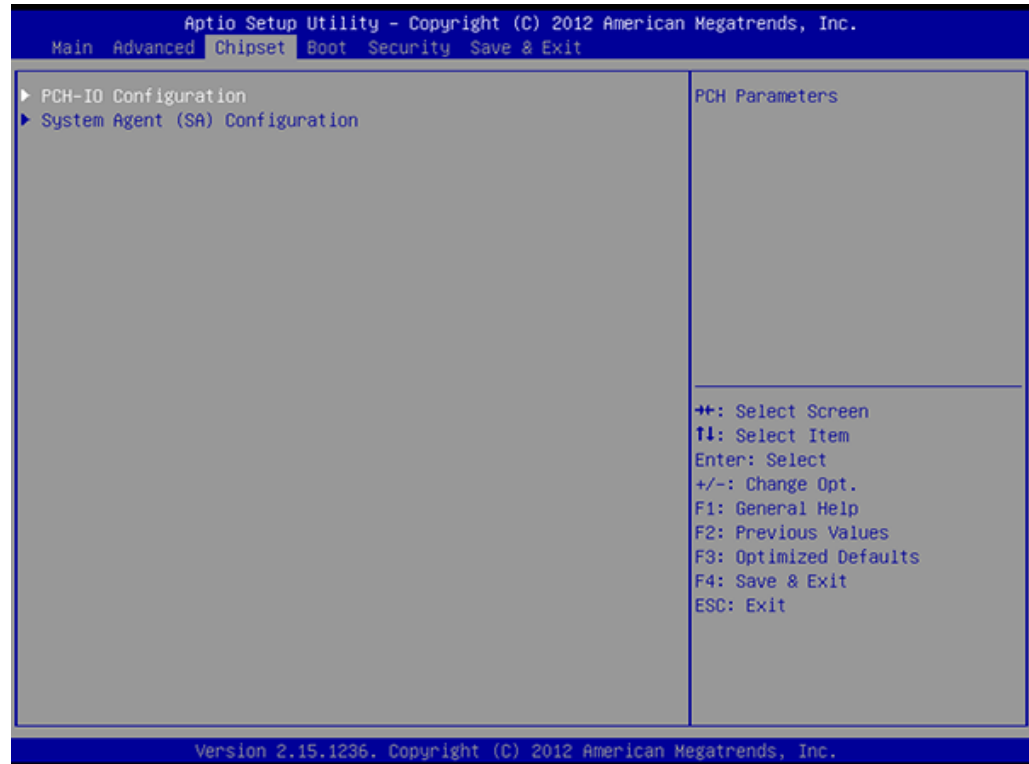 Aptio Setup Utility – Copyright (C) 2012 American Megatrends, Inc.
Main Advanced Chipset Boot Security Save & Exit
▶ PCH-IO Configuration
▶ System Agent (SA) Configuration
PCH Parameters
→←: Select Screen
↑↓: Select Item
Enter: Select
+/-: Change Opt.
F1: General Help
F2: Previous Values
F3: Optimized Defaults
F4: Save & Exit
ESC: Exit
Version 2.15.1236. Copyright (C) 2012 American Megatrends, Inc.